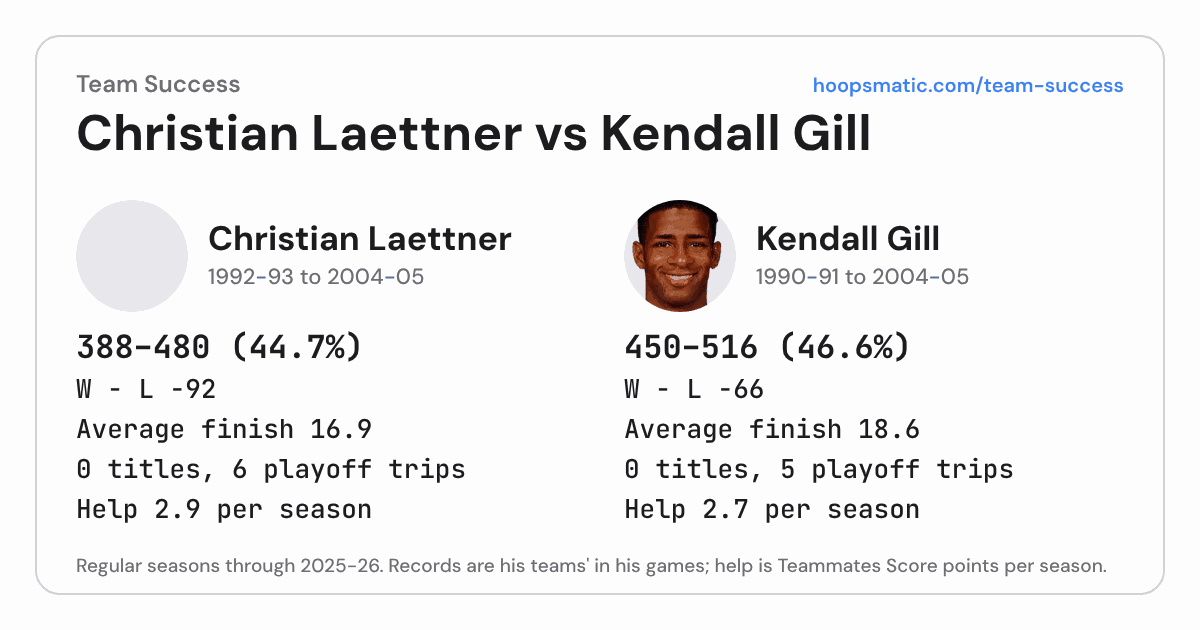 Team Success
hoopsmatic.com/team-success
Christian Laettner vs Kendall Gill
Christian Laettner
1992-93 to 2004-05
388-480 (44.7%)
W - L -92
Average finish 16.9
0 titles, 6 playoff trips
Help 2.9 per season
Kendall Gill
1990-91 to 2004-05
450-516 (46.6%)
W - L -66
Average finish 18.6
0 titles, 5 playoff trips
Help 2.7 per season
Regular seasons through 2025-26. Records are his teams' in his games; help is Teammates Score points per season.